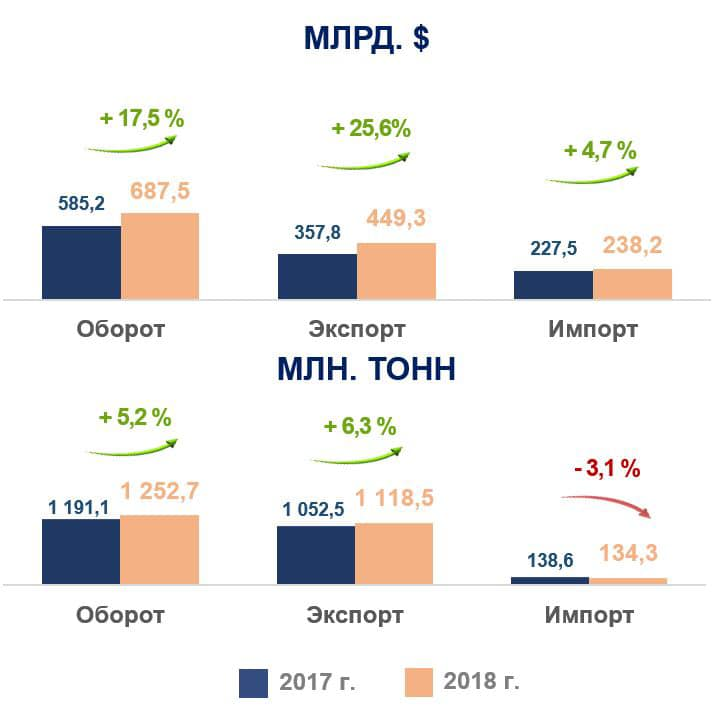 МЛРД. $
+ 17,5 %
+ 25,6%
+ 4,7 %
585,2
687,5
357,8
449,3
227,5
238,2
Оборот
Экспорт
Импорт
МЛН. ТОНН
+ 5,2 %
+ 6,3 %
- 3,1 %
1 191,1
1 252,7
1 052,5
1 118,5
138,6
134,3
Оборот
Экспорт
Импорт
2017 г.
2018 г.